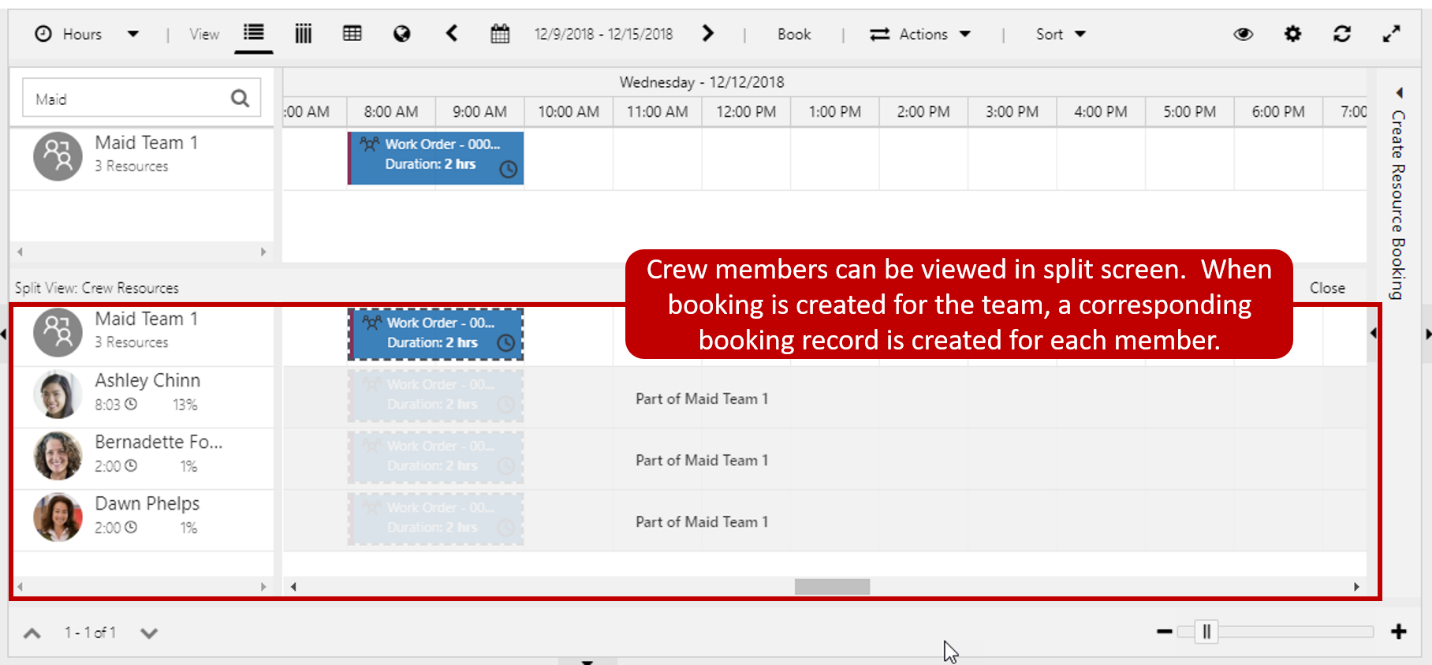 Hours | View 12/9/2018 - 12/15/2018 | Book | Actions | Sort
Maid
Wednesday - 12/12/2018
:00 AM 8:00 AM 9:00 AM 10:00 AM 11:00 AM 12:00 PM 1:00 PM 2:00 PM 3:00 PM 4:00 PM 5:00 PM 6:00 PM 7:00
Create Resource Booking
Maid Team 1
3 Resources
Work Order - 000...
Duration: 2 hrs
Split View: Crew Resources
Close
Crew members can be viewed in split screen. When
booking is created for the team, a corresponding
booking record is created for each member.
Maid Team 1
3 Resources
Work Order - 00...
Duration: 2 hrs
Ashley Chinn
8:03 13%
Work Order - 00...
Duration: 2 hrs
Part of Maid Team 1
Bernadette Fo...
2:00 1%
Work Order - 00...
Duration: 2 hrs
Part of Maid Team 1
Dawn Phelps
2:00 1%
Work Order - 00...
Duration: 2 hrs
Part of Maid Team 1
1 - 1 of 1